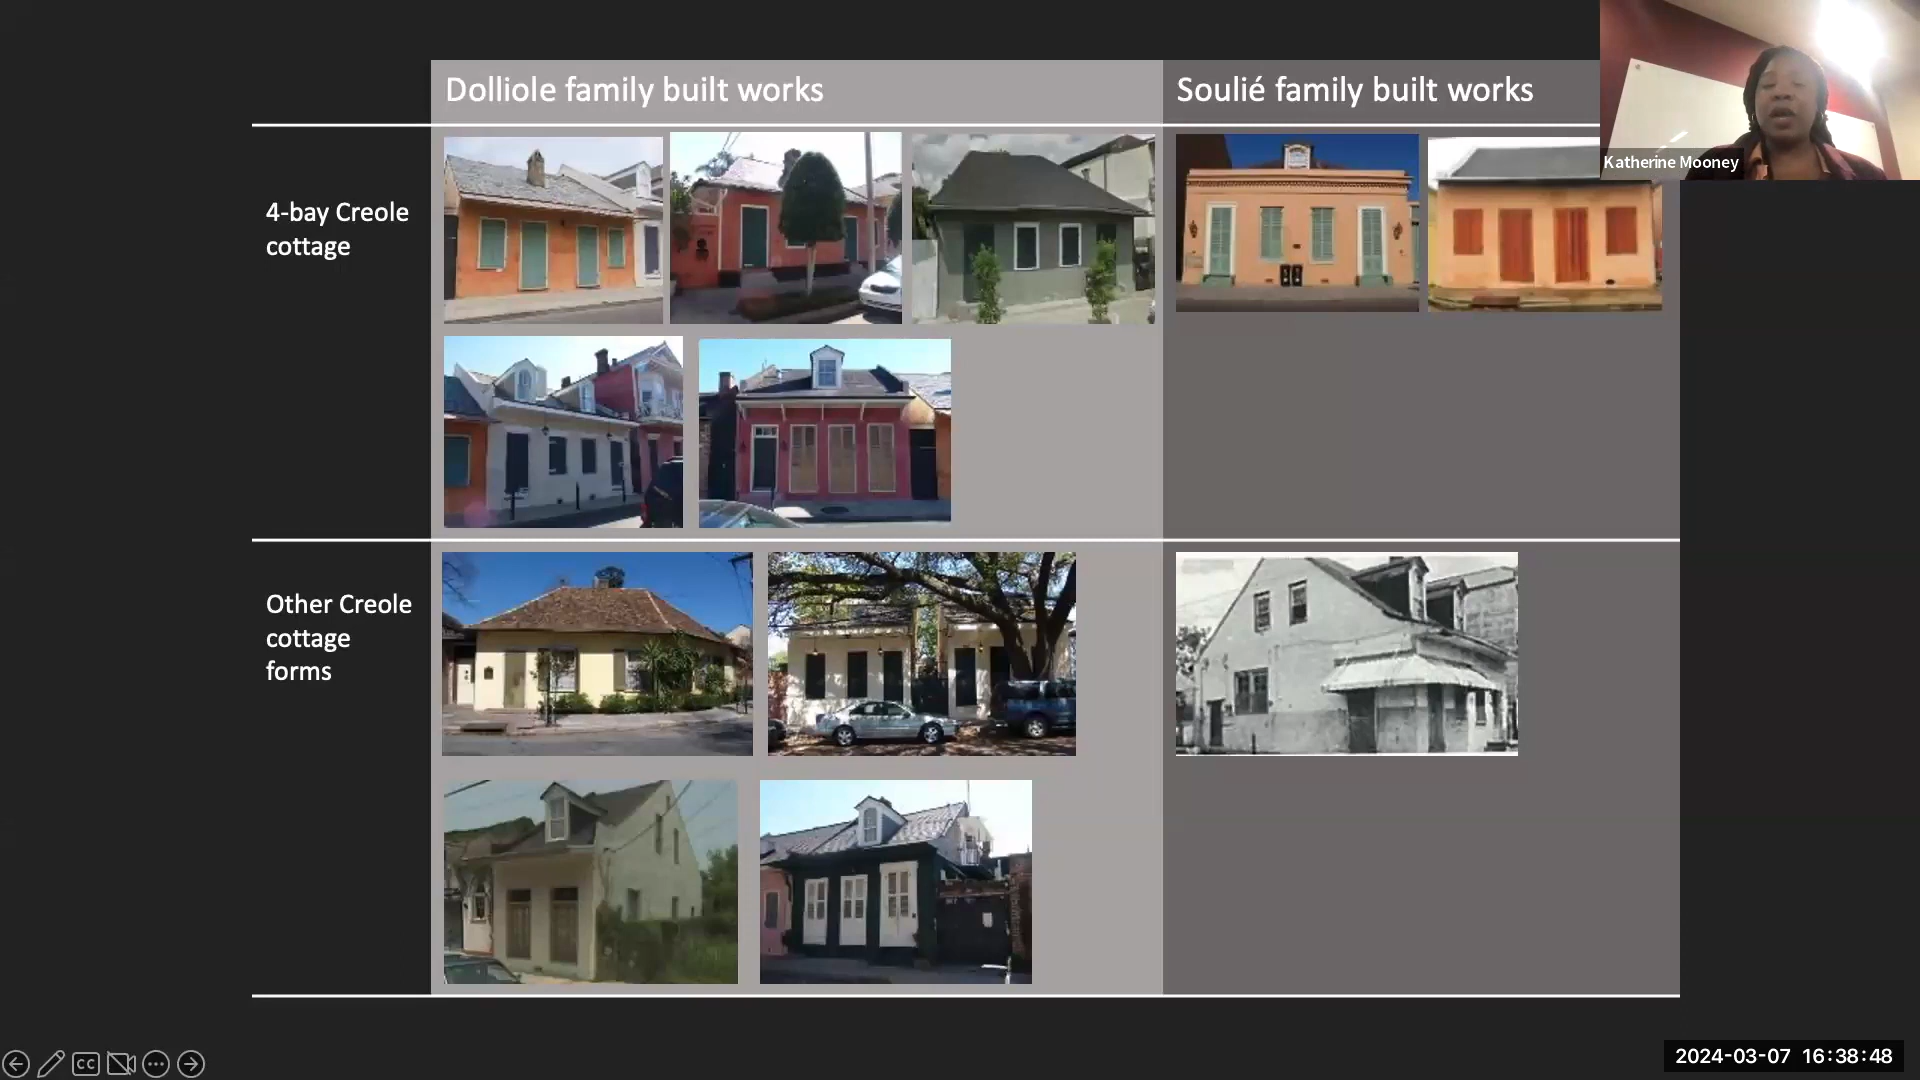 Dolliole family built works
Soulié family built works
Katherine Mooney
4-bay Creole
cottage
Other Creole
cottage
forms
CC
2024-03-07 16:38:48